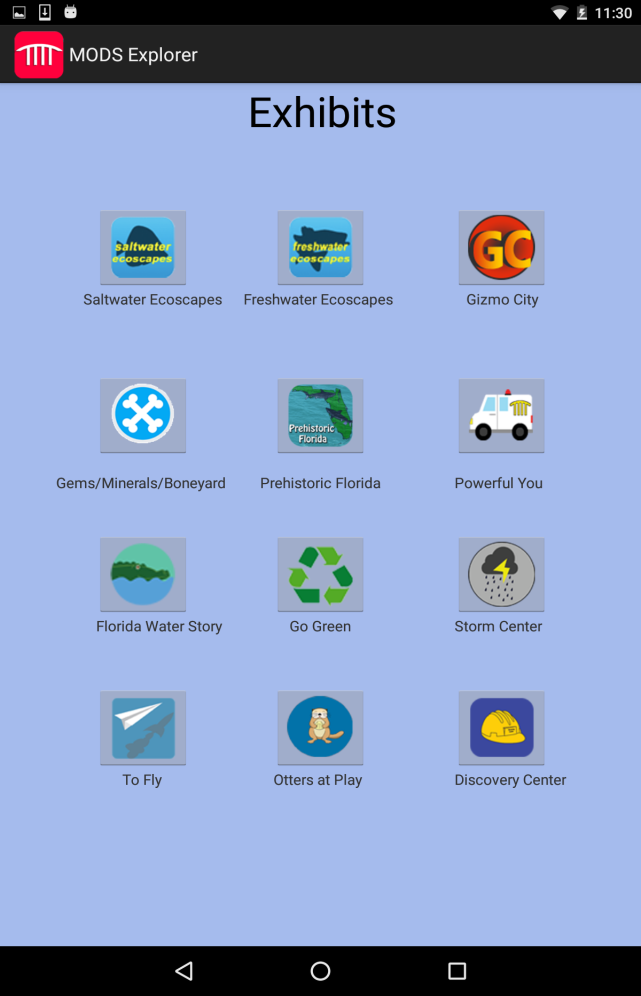 11:30
MODS Explorer
Exhibits
saltwater
ecoscapes
freshwater
ecoscapes
GC
Saltwater Ecoscapes
Freshwater Ecoscapes
Gizmo City
Prehistoric
Florida
Gems/Minerals/Boneyard
Prehistoric Florida
Powerful You
Florida Water Story
Go Green
Storm Center
To Fly
Otters at Play
Discovery Center